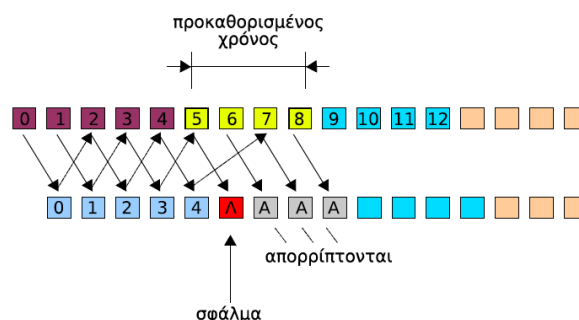 προκαθορισμένος
χρόνος
0 1 2 3 4 5 6 7 8 9 10 11 12
0 1 2 3 4 Λ Α Α Α
απορρίπτονται
σφάλμα